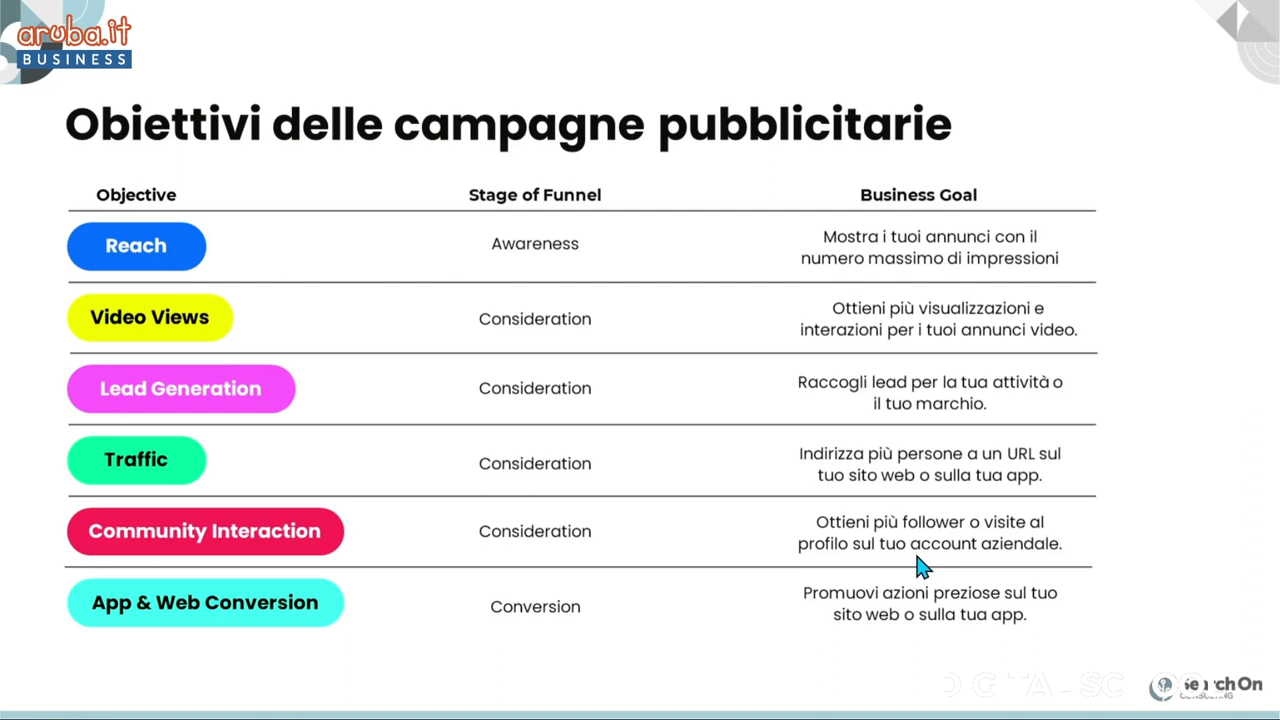 aruba.it
BUSINESS
Obiettivi delle campagne pubblicitarie
Objective Stage of Funnel Business Goal
Reach Awareness Mostra i tuoi annunci con il
numero massimo di impressioni
Video Views Consideration Ottieni più visualizzazioni e
interazioni per i tuoi annunci video.
Lead Generation Consideration Raccogli lead per la tua attività o
il tuo marchio.
Traffic Consideration Indirizza più persone a un URL sul
tuo sito web o sulla tua app.
Community Interaction Consideration Ottieni più follower o visite al
profilo sul tuo account aziendale.
App & Web Conversion Conversion Promuovi azioni preziose sul tuo
sito web o sulla tua app.
SearchOn
CONSULTING